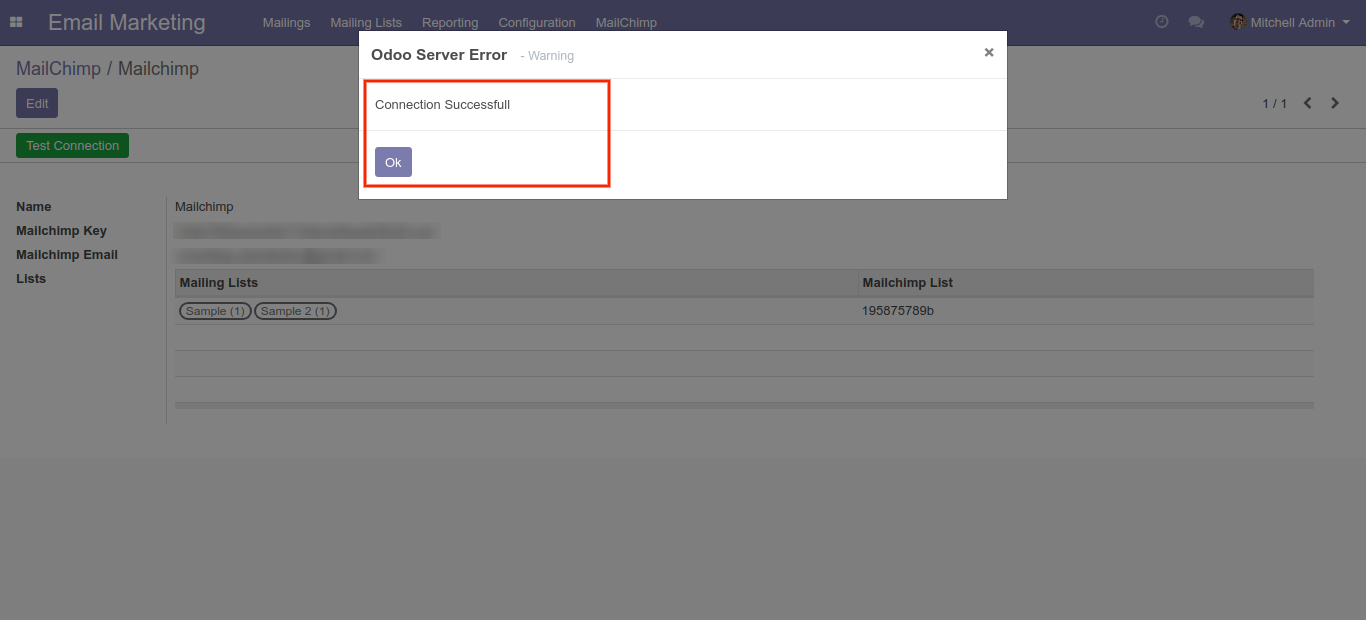 Email Marketing Mailings Mailing Lists Reporting Configuration MailChimp Mitchell Admin
Odoo Server Error - Warning ×
MailChimp / Mailchimp
Connection Successfull
Edit 1 / 1
Test Connection
Ok
Name Mailchimp
Mailchimp Key
Mailchimp Email
Lists
Mailing Lists Mailchimp List
Sample (1) Sample 2 (1) 195875789b